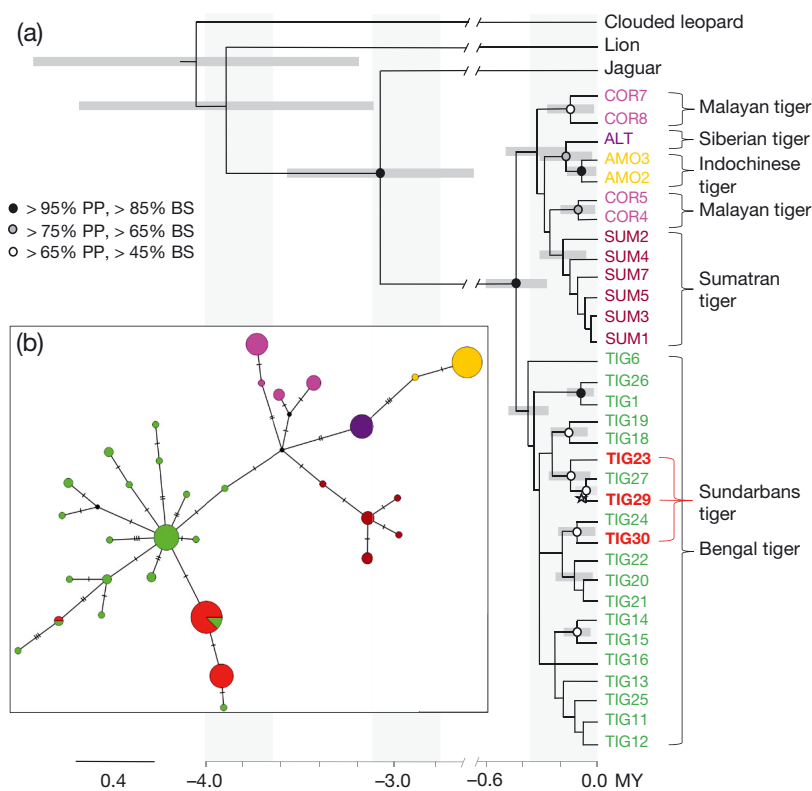 (a)
Clouded leopard
Lion
Jaguar
COR7
COR8
Malayan tiger
ALT
Siberian tiger
AMO3
AMO2
Indochinese
tiger
COR5
COR4
Malayan tiger
> 95% PP, > 85% BS
> 75% PP, > 65% BS
> 65% PP, > 45% BS
SUM2
SUM4
SUM7
SUM5
SUM3
SUM1
Sumatran
tiger
(b)
TIG6
TIG26
TIG1
TIG19
TIG18
TIG23
TIG27
TIG29
TIG24
TIG30
TIG22
TIG20
TIG21
TIG14
TIG15
TIG16
TIG13
TIG25
TIG11
TIG12
Sundarbans
tiger
Bengal tiger
0.4
–4.0
–3.0
–0.6
0.0 MY